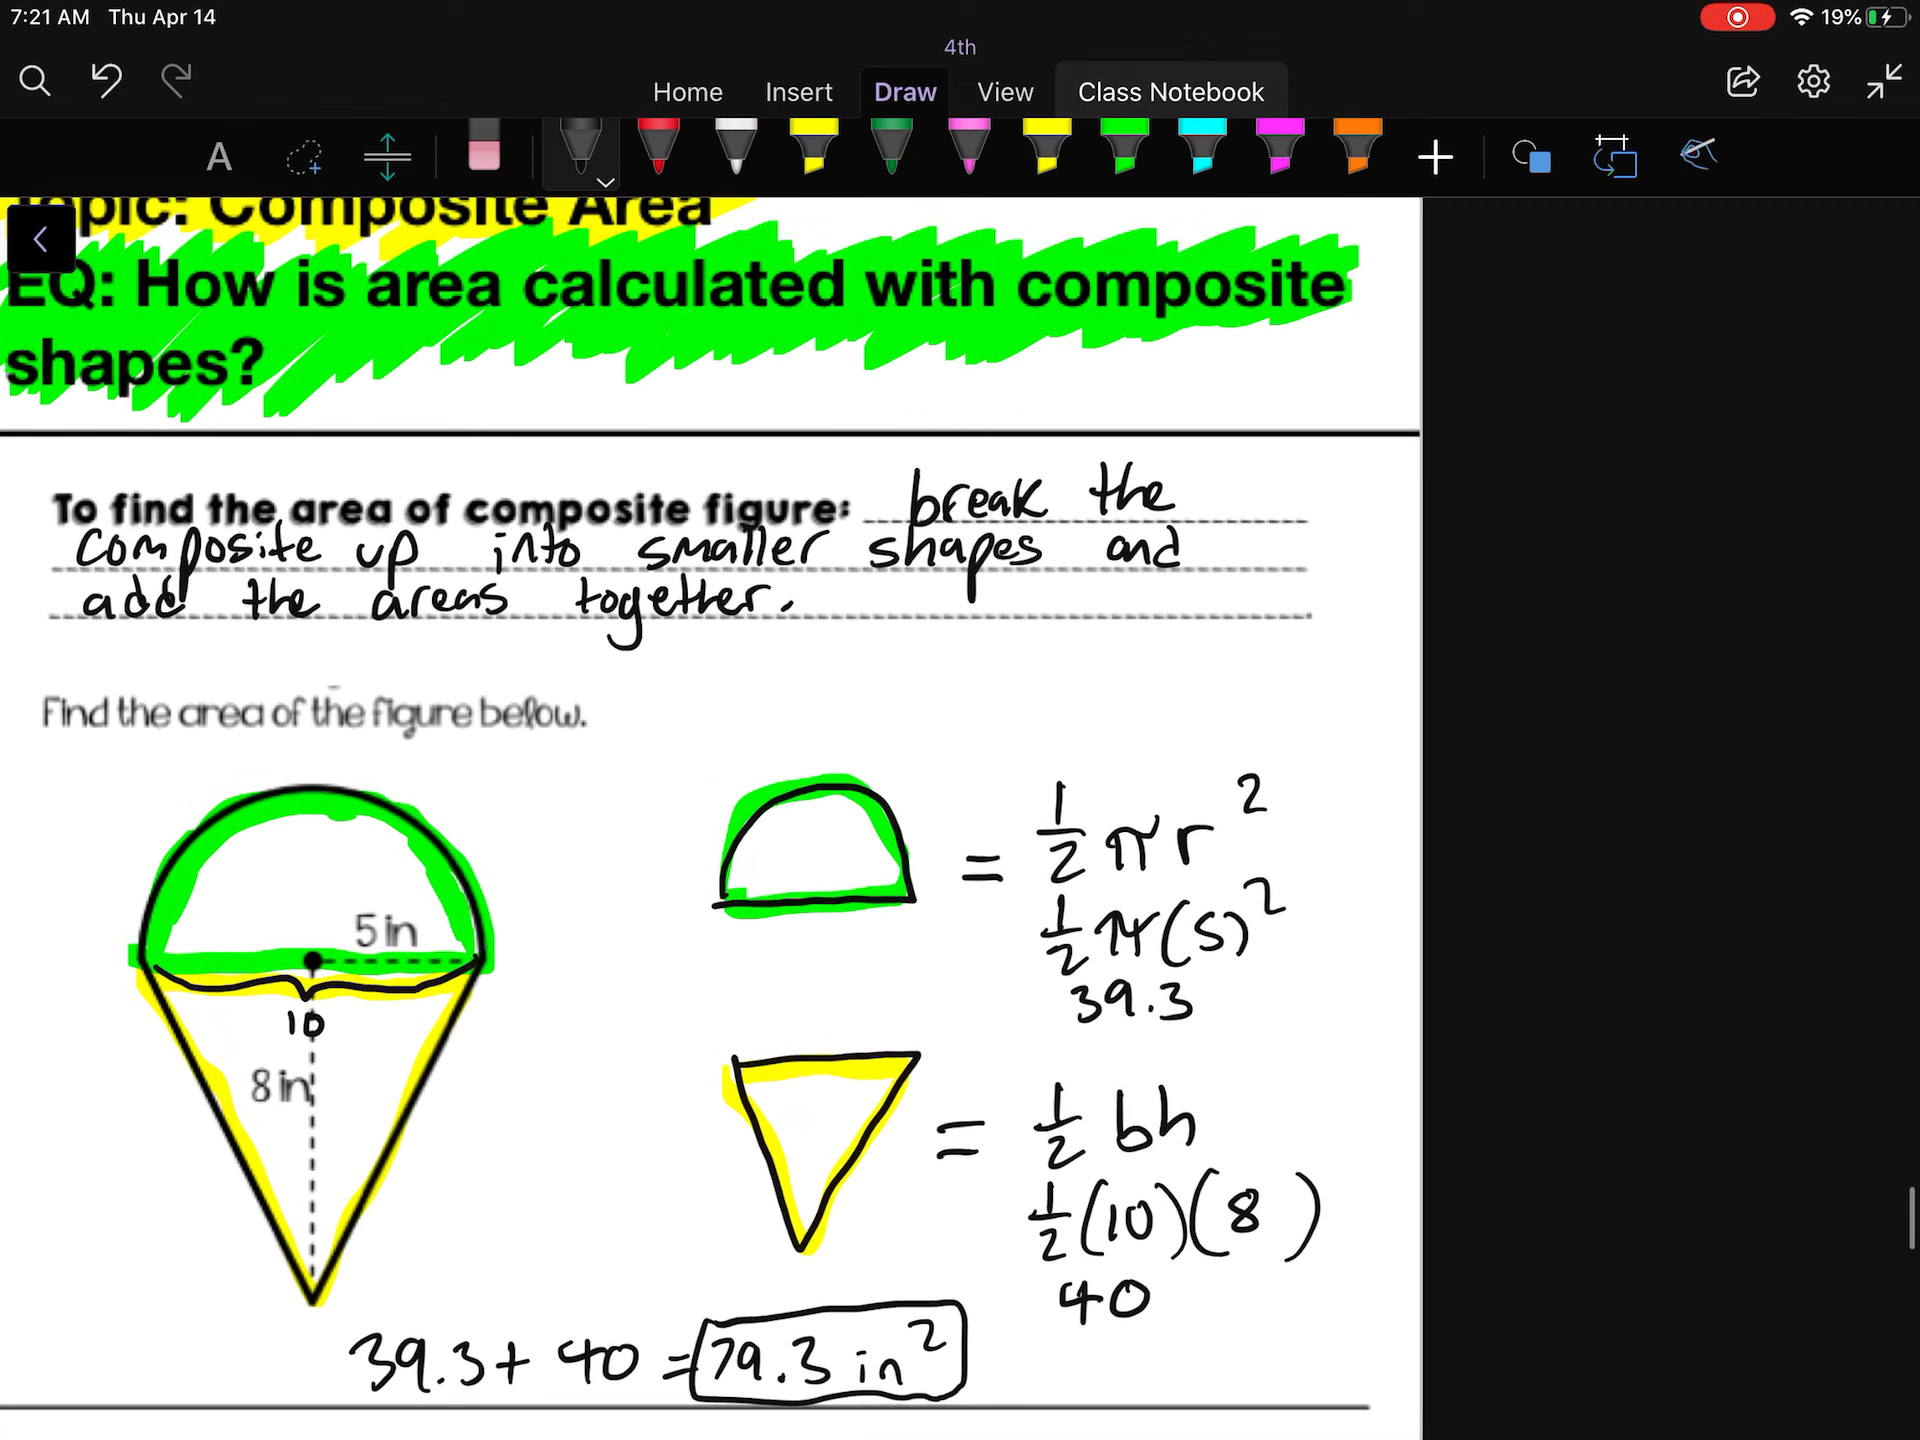 7:21 AM Thu Apr 14
19%
4th
Home Insert Draw View Class Notebook
A
Topic: Composite Area
EQ: How is area calculated with composite
shapes?
To find the area of composite figure: break the
composite up into smaller shapes and
add the areas together.
Find the area of the figure below.
5 in
10
8 in
= 1/2 πr²
1/2 π(5)²
39.3
= 1/2 bh
1/2 (10)(8)
40
39.3 + 40 = 79.3 in²